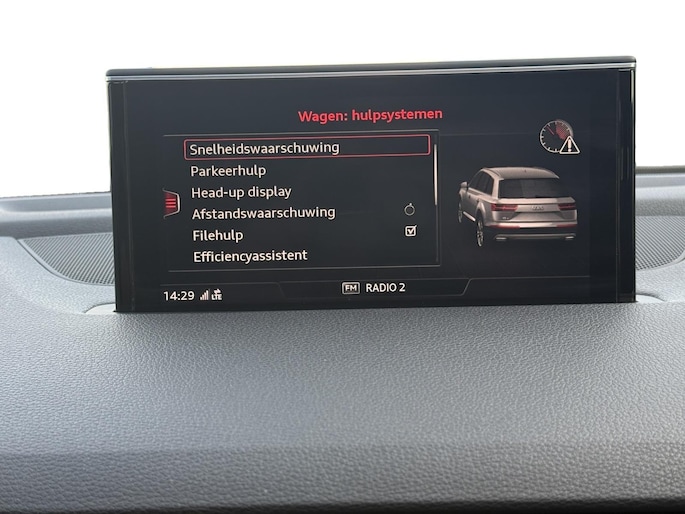 Wagen: hulpsystemen
Snelheidswaarschuwing
Parkeerhulp
Head-up display
Afstandswaarschuwing
Filehulp
Efficiencyassistent
14:29 LTE FM RADIO 2